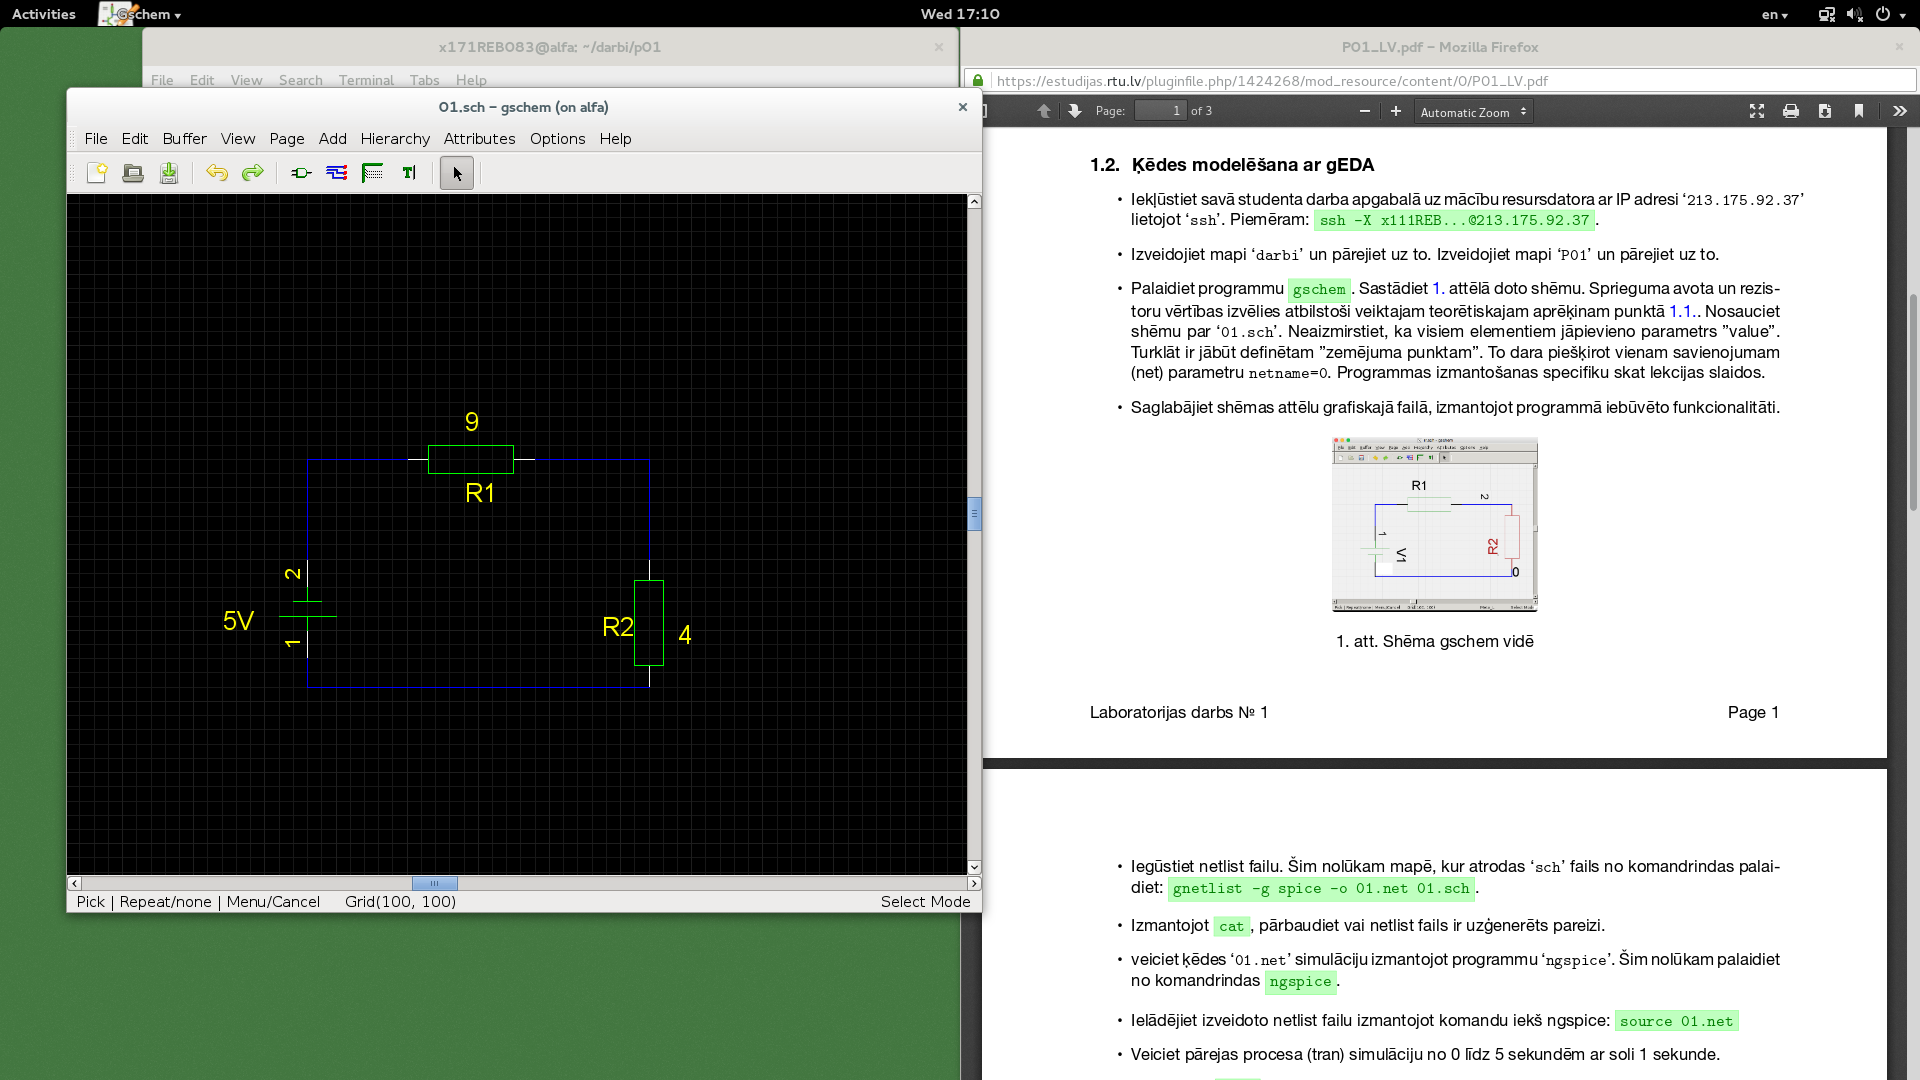 Activities
Gschem
Wed 17:10
en
x171REB083@alfa: ~/darbi/p01
File Edit View Search Terminal Tabs Help
01.sch – gschem (on alfa)
File Edit Buffer View Page Add Hierarchy Attributes Options Help
9
R1
2
5V
1
R2
4
Pick | Repeat/none | Menu/Cancel Grid(100, 100)
Select Mode
P01_LV.pdf – Mozilla Firefox
https://estudijas.rtu.lv/pluginfile.php/1424268/mod_resource/content/0/P01_LV.pdf
Page: 1 of 3
Automatic Zoom
1.2. Ķēdes modelēšana ar gEDA
• Iekļūstiet savā studenta darba apgabalā uz mācību resursdatora ar IP adresi ‘213.175.92.37’
lietojot ‘ssh’. Piemēram: ssh -X x111REB...@213.175.92.37.
• Izveidojiet mapi ‘darbi’ un pārejiet uz to. Izveidojiet mapi ‘P01’ un pārejiet uz to.
• Palaidiet programmu gschem. Sastādiet 1. attēlā doto shēmu. Sprieguma avota un rezis-
toru vērtības izvēlies atbilstoši veiktajam teorētiskajam aprēķinam punktā 1.1.. Nosauciet
shēmu par ‘01.sch’. Neaizmirstiet, ka visiem elementiem jāpievieno parametrs ”value”.
Turklāt ir jābūt definētam ”zemējuma punktam”. To dara piešķirot vienam savienojumam
(net) parametru netname=0. Programmas izmantošanas specifiku skat lekcijas slaidos.
• Saglabājiet shēmas attēlu grafiskajā failā, izmantojot programmā iebūvēto funkcionalitāti.
R1
2
1
V1
R2
0
1. att. Shēma gschem vidē
Laboratorijas darbs № 1
Page 1
• Iegūstiet netlist failu. Šim nolūkam mapē, kur atrodas ‘sch’ fails no komandrindas palai-
diet: gnetlist -g spice -o 01.net 01.sch.
• Izmantojot cat, pārbaudiet vai netlist fails ir uzģenerēts pareizi.
• veiciet ķēdes ‘01.net’ simulāciju izmantojot programmu ‘ngspice’. Šim nolūkam palaidiet
no komandrindas ngspice.
• Ielādējiet izveidoto netlist failu izmantojot komandu iekš ngspice: source 01.net
• Veiciet pārejas procesa (tran) simulāciju no 0 līdz 5 sekundēm ar soli 1 sekunde.